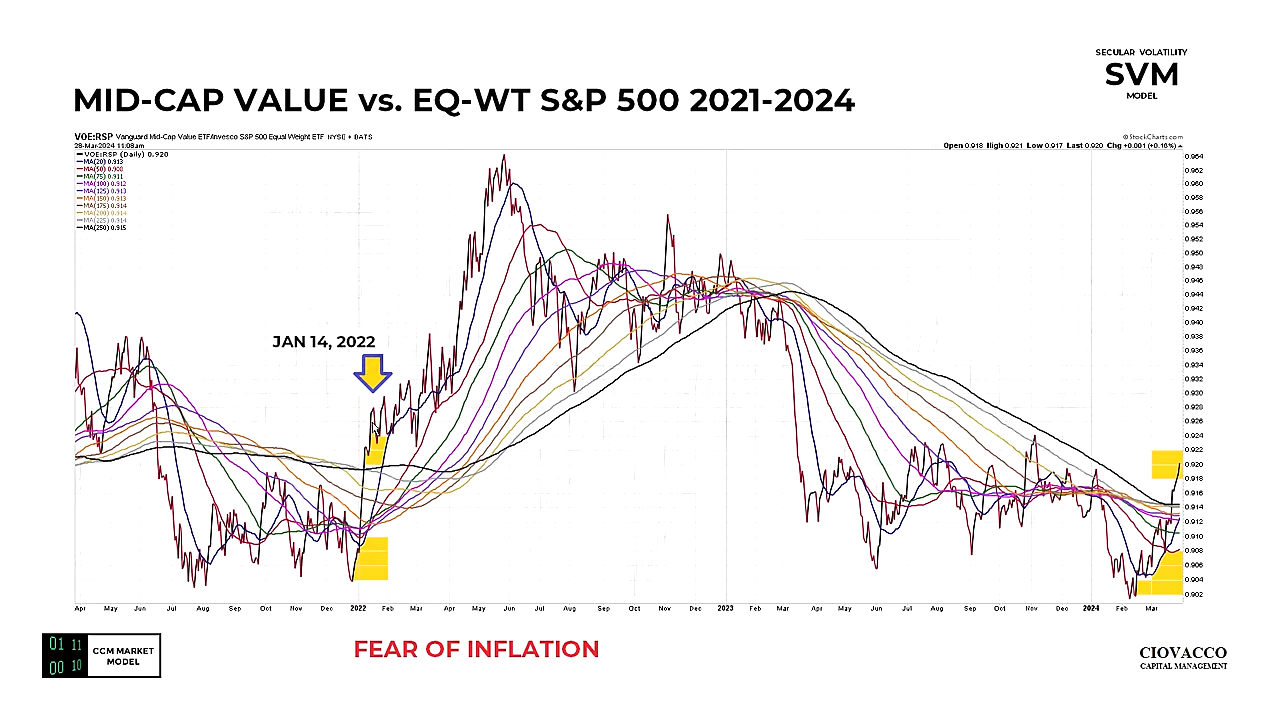 SECULAR VOLATILITY
SVM
MODEL
MID-CAP VALUE vs. EQ-WT S&P 500 2021-2024
VOE:RSP Vanguard Mid-Cap Value ETF/Invesco S&P 500 Equal Weight ETF NYSE + BATS
© StockCharts.com
28-Mar-2024 11:08am
Open 0.918 High 0.921 Low 0.917 Last 0.920 Chg +0.001 (+0.16%)
VOE:RSP (Daily) 0.920
MA(20) 0.913
MA(50) 0.908
MA(75) 0.911
MA(100) 0.912
MA(125) 0.913
MA(150) 0.913
MA(175) 0.914
MA(200) 0.914
MA(225) 0.914
MA(250) 0.915
0.964
0.962
0.960
0.958
0.956
0.954
0.952
0.950
0.948
0.946
0.944
0.942
0.940
0.938
0.936
0.934
0.932
0.930
0.928
0.926
0.924
0.922
0.920
0.918
0.916
0.914
0.912
0.910
0.908
0.906
0.904
0.902
JAN 14, 2022
Apr May Jun Jul Aug Sep Oct Nov Dec 2022 Feb Mar Apr May Jun Jul Aug Sep Oct Nov Dec 2023 Feb Mar Apr May Jun Jul Aug Sep Oct Nov Dec 2024 Feb Mar
01 11
00 10
CCM MARKET
MODEL
FEAR OF INFLATION
CIOVACCO
CAPITAL MANAGEMENT